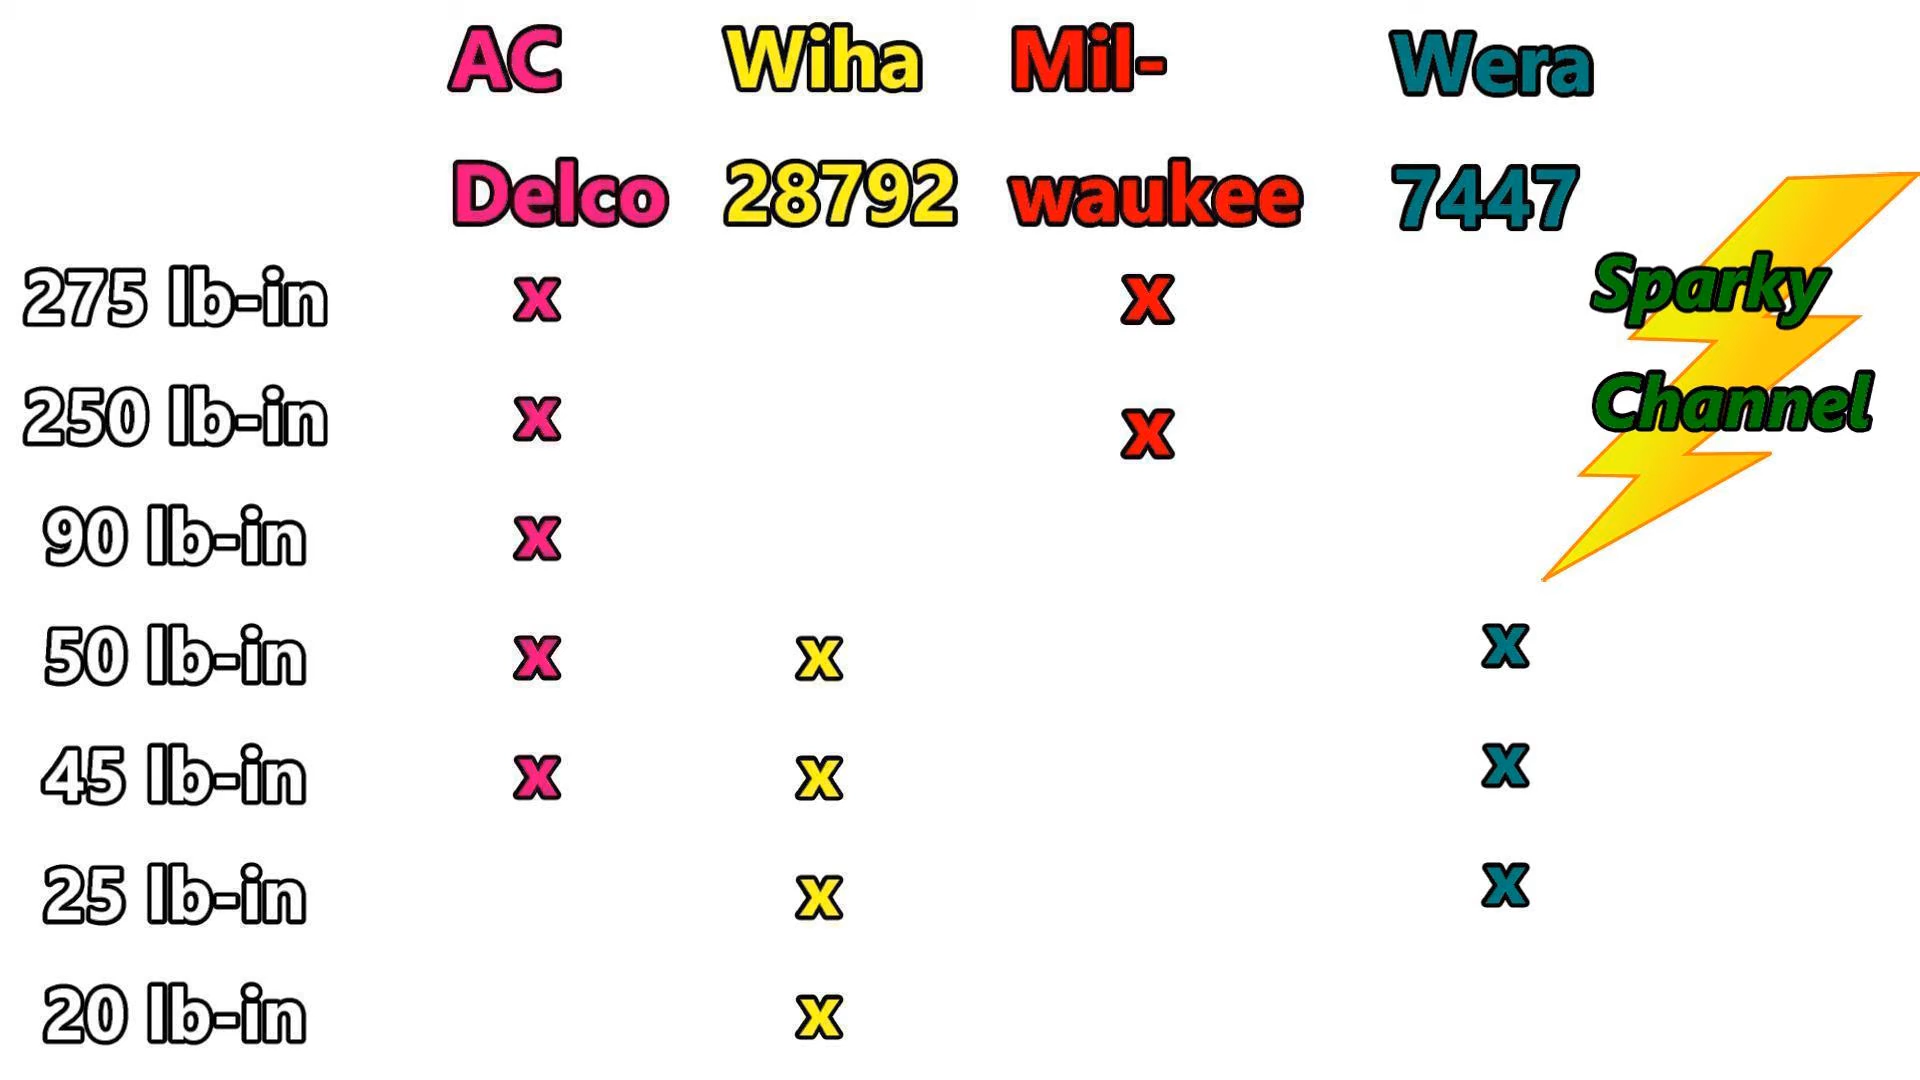 AC Wiha Mil- Wera
Delco 28792 waukee 7447
275 lb-in x x
Sparky
250 lb-in x x
Channel
90 lb-in x
50 lb-in x x x
45 lb-in x x x
25 lb-in x x
20 lb-in x